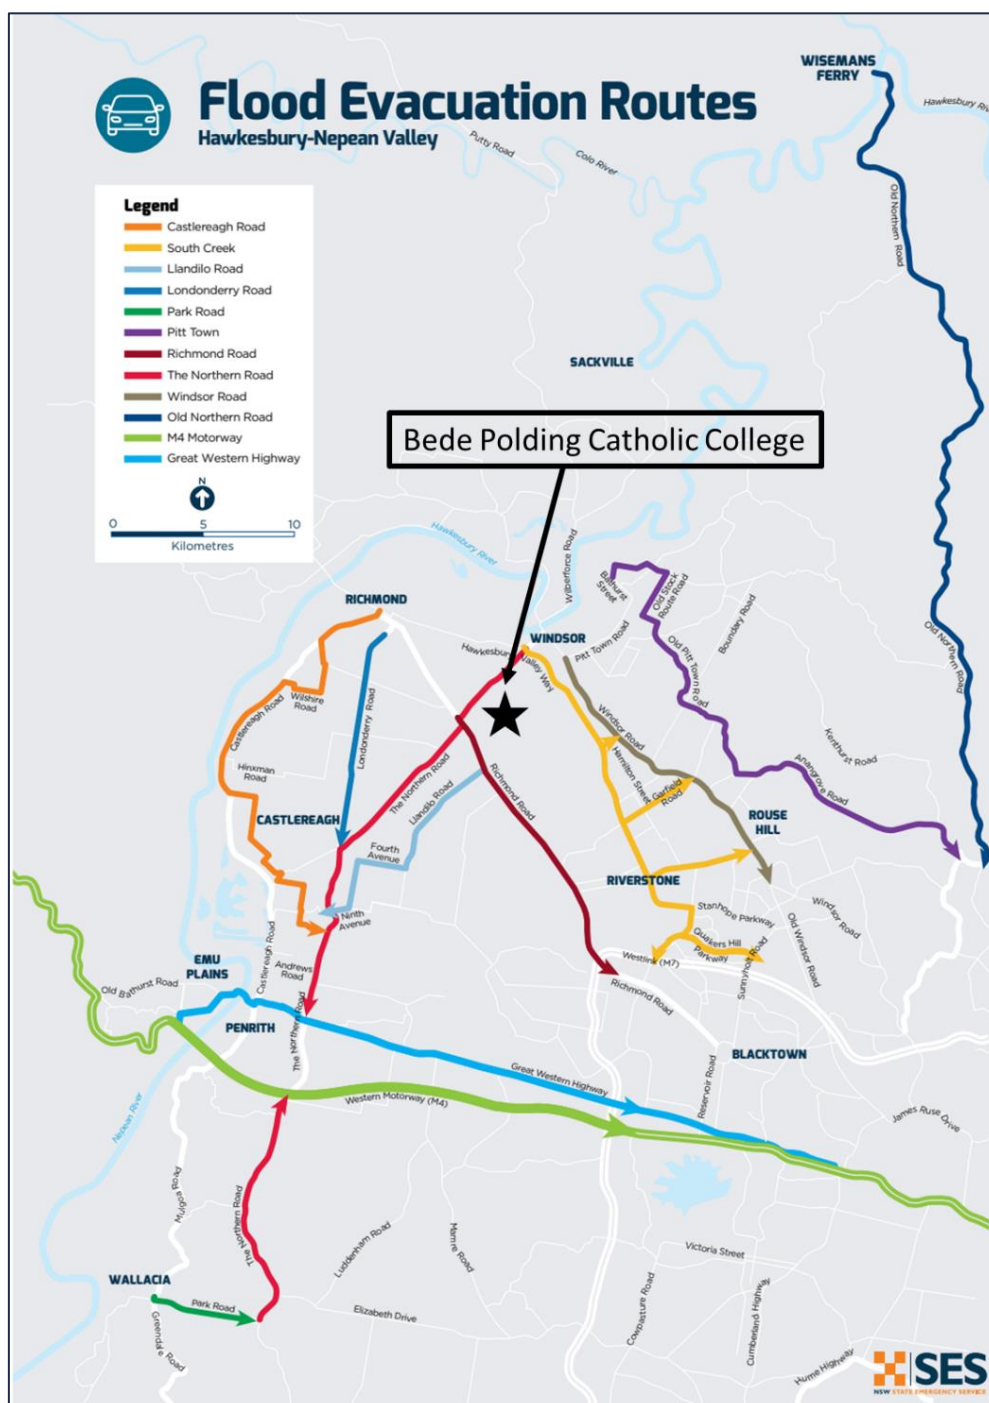 Flood Evacuation Routes
Hawkesbury-Nepean Valley
WISEMANS
FERRY
Putty Road
Colo River
Old Northern Road
Legend
Castlereagh Road
South Creek
Llandilo Road
Londonderry Road
Park Road
Pitt Town
Richmond Road
The Northern Road
Windsor Road
Old Northern Road
M4 Motorway
Great Western Highway
N
0 5 10
Kilometres
SACKVILLE
Bede Polding Catholic College
Hawkesbury River
Wilberforce Road
Bathurst
Street
Old Stock
Route Road
Boundary Road
RICHMOND
WINDSOR
Pitt Town Road
Old Pitt Town
Road
Old Northern Road
Hawkesbury
Valley Way
Castlereagh Road
Wilshire
Road
Londonderry Road
Windsor Road
Kenthurst Road
Hinxman
Road
The Northern Road
Llandilo Road
Richmond Road
Hamilton Street
Garfield
Road
Annangrove Road
CASTLEREAGH
ROUSE
HILL
Fourth
Avenue
RIVERSTONE
Ninth
Avenue
Stanhope Parkway
Windsor Road
Old Windsor Road
Quakers Hill
Parkway
Sunnyholt Road
Westlink (M7)
EMU
PLAINS
Castlereagh Road
Andrews
Road
Old Bathurst Road
Richmond Road
PENRITH
The Northern Road
BLACKTOWN
Great Western Highway
Reservoir Road
Western Motorway (M4)
James Ruse Drive
Nepean River
Mulgoa Road
The Northern Road
Luddenham Road
Mamre Road
Victoria Street
WALLACIA
Park Road
Elizabeth Drive
Greendale
Road
Cowpasture Road
Cumberland Highway
Hume Highway
SES
NSW STATE EMERGENCY SERVICE